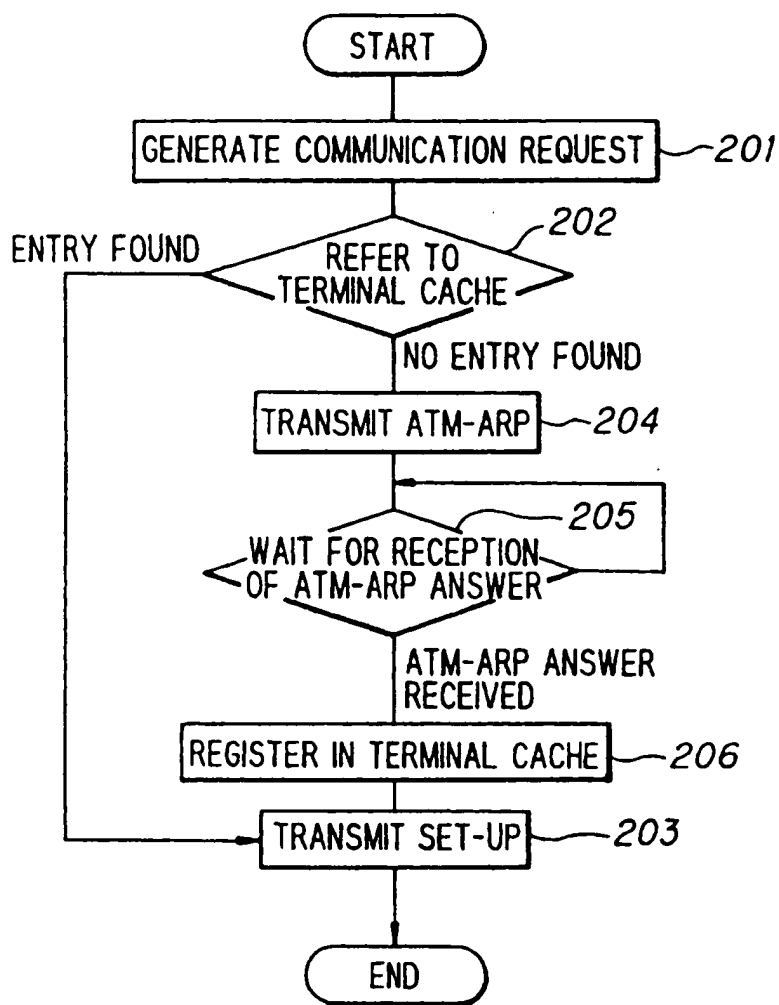 START
GENERATE COMMUNICATION REQUEST
201
202
ENTRY FOUND
REFER TO
TERMINAL CACHE
NO ENTRY FOUND
TRANSMIT ATM-ARP
204
205
WAIT FOR RECEPTION
OF ATM-ARP ANSWER
ATM-ARP ANSWER
RECEIVED
REGISTER IN TERMINAL CACHE
206
TRANSMIT SET-UP
203
END